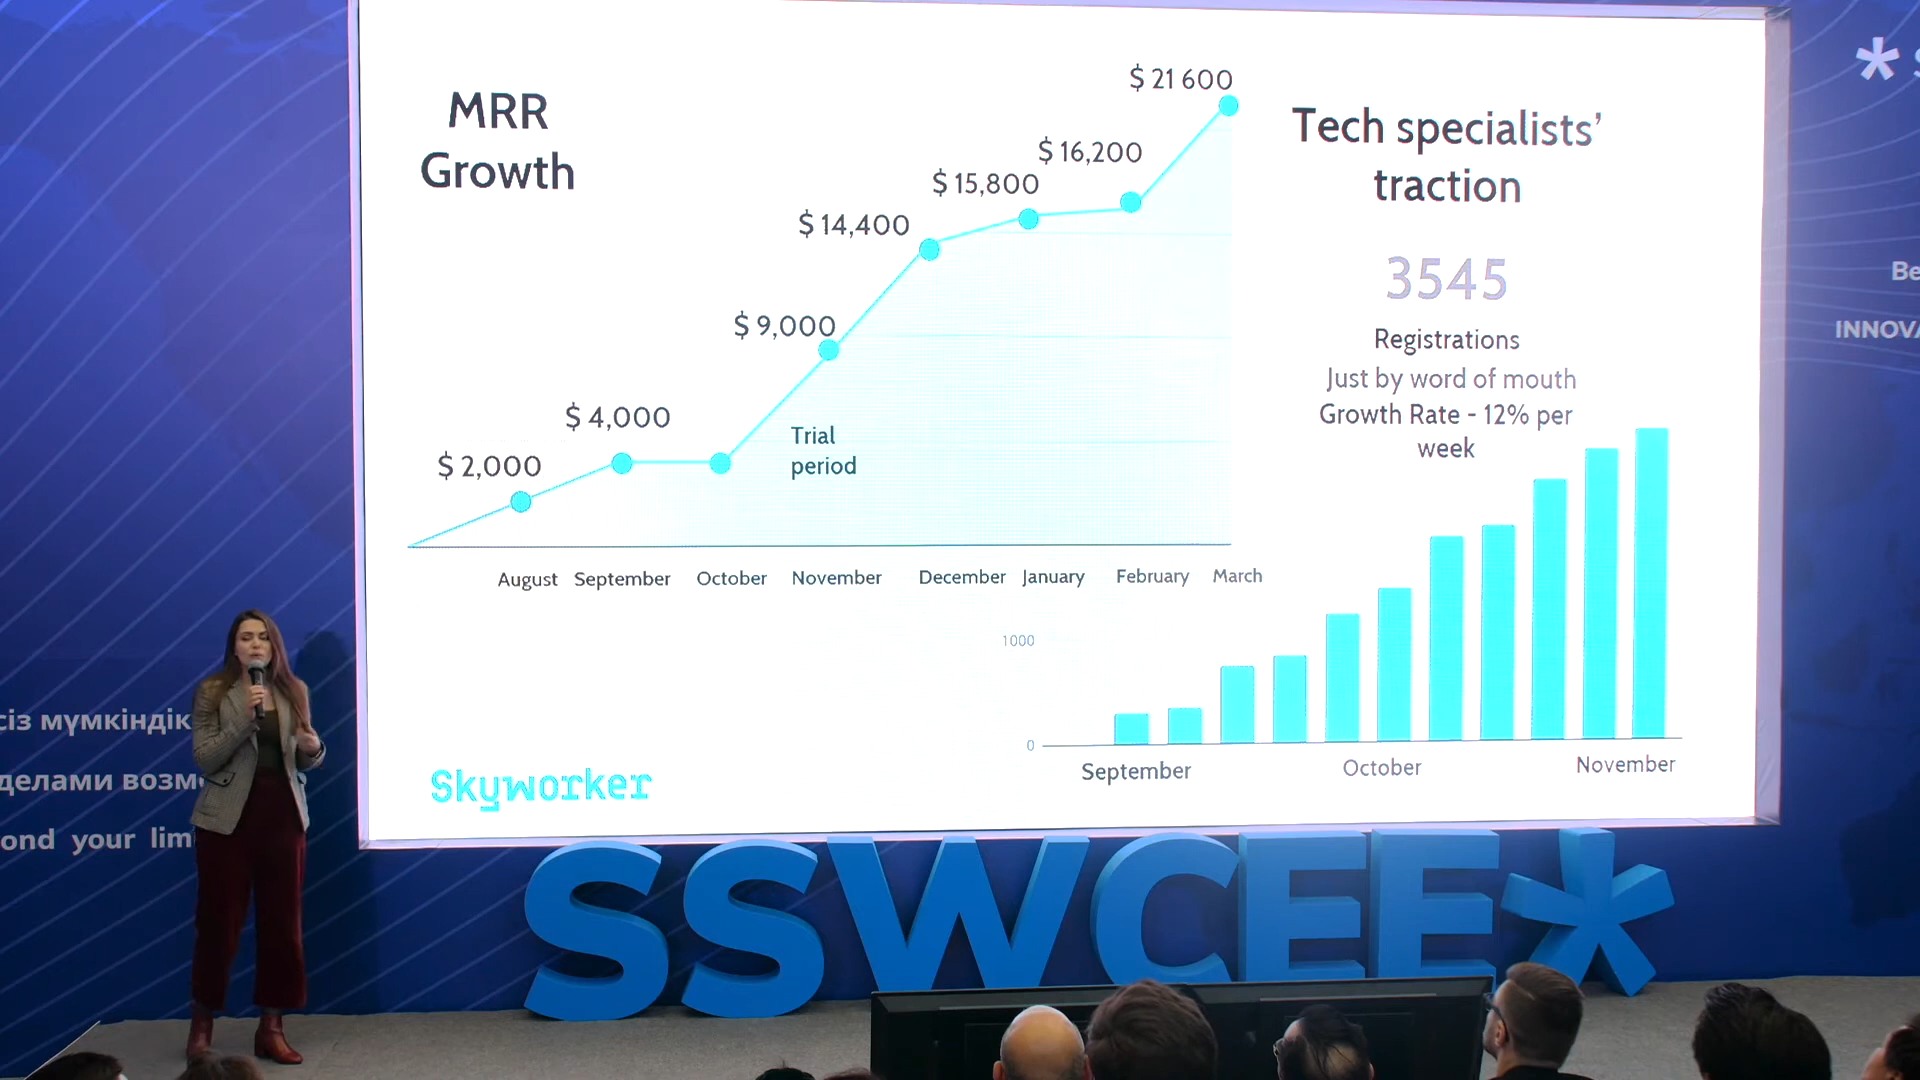 MRR
Growth
$ 2,000
$ 4,000
$ 9,000
$ 14,400
$ 15,800
$ 16,200
$ 21 600
Trial
period
August September October November December January February March
Tech specialists’
traction
3545
Registrations
Just by word of mouth
Growth Rate - 12% per
week
1000
0
September October November
Skyworker
SSWCEE*
сіз мүмкіндік
делами
ond your lim
* S
Be
INNOVA